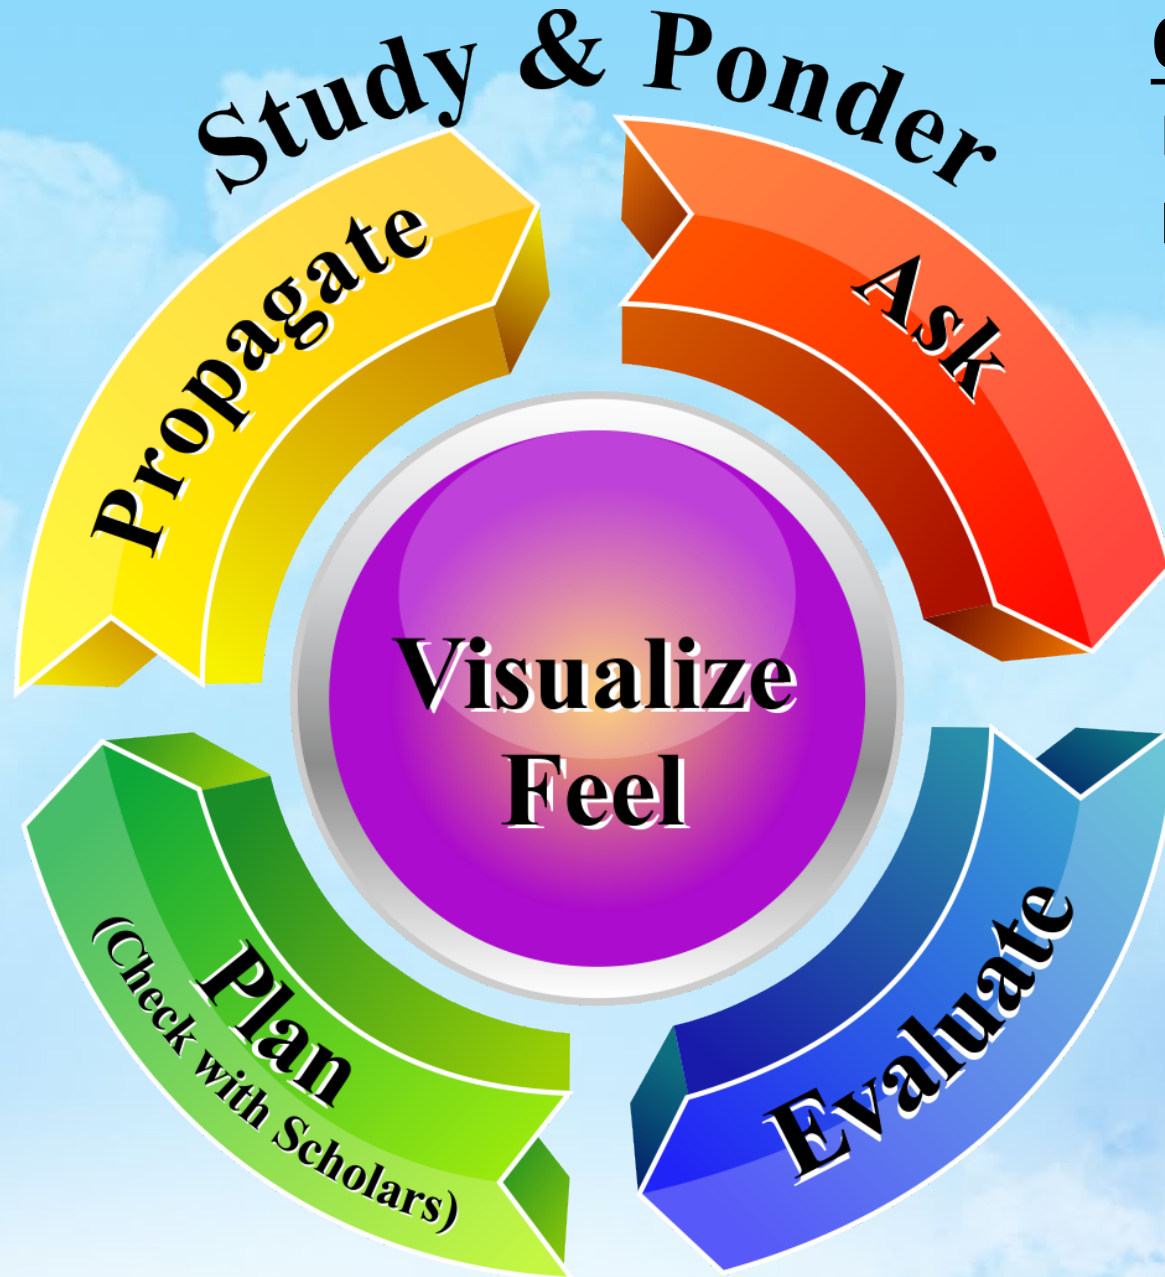 Study & Ponder
Ask
Evaluate
Plan
(Check with Scholars)
Propagate
Visualize
Feel